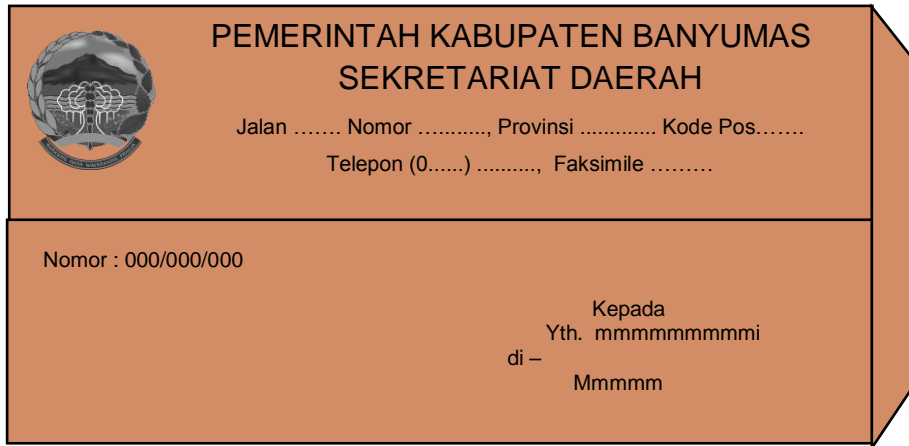 PEMERINTAH KABUPATEN BANYUMAS
SEKRETARIAT DAERAH
Jalan ……. Nomor …........, Provinsi ............. Kode Pos…….
Telepon (0......) .........., Faksimile ………
Nomor : 000/000/000
Kepada
Yth. mmmmmmmmmi
di –
Mmmmm